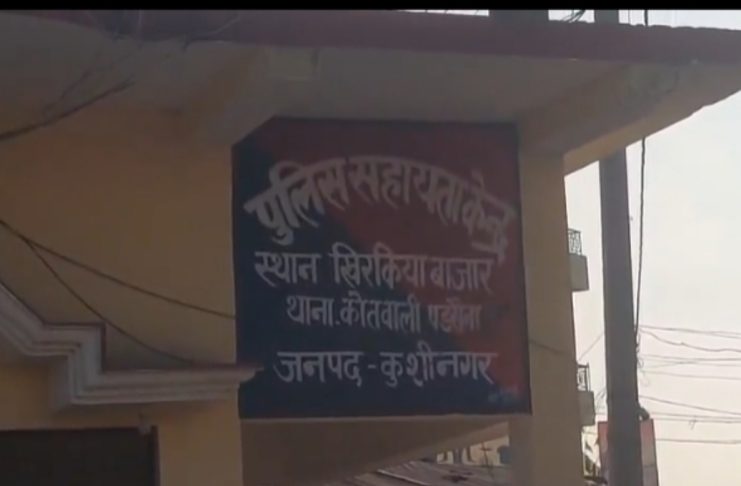 पुलिस सहायता केन्द्र
स्थान खिरकिया बाजार
थाना. कोतवाली पडरौना
जनपद - कुशीनगर